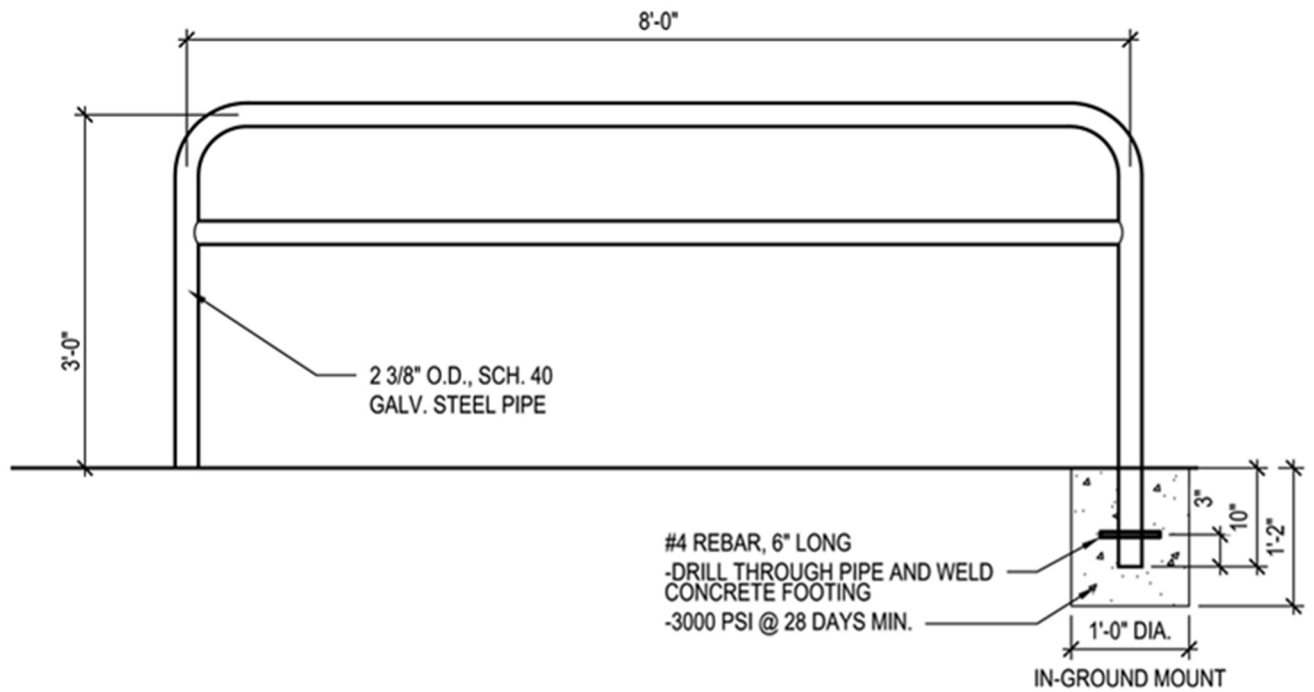 8'-0"
3'-0"
2 3/8" O.D., SCH. 40
GALV. STEEL PIPE
#4 REBAR, 6" LONG
-DRILL THROUGH PIPE AND WELD
CONCRETE FOOTING
-3000 PSI @ 28 DAYS MIN.
3"
10"
1'-2"
1'-0" DIA.
IN-GROUND MOUNT